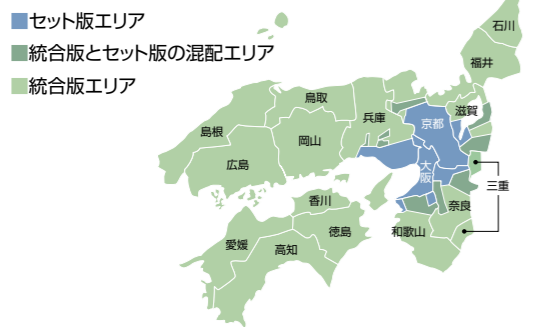 ■セット版エリア
■統合版とセット版の混配エリア
■統合版エリア
石川
福井
鳥取
兵庫
京都
滋賀
島根
岡山
広島
大阪
三重
香川
奈良
徳島
和歌山
愛媛
高知